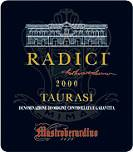 RADICI
2000
TAURASI
DENOMINAZIONE DI ORIGINE CONTROLLATA E GARANTITA
Mastroberardino